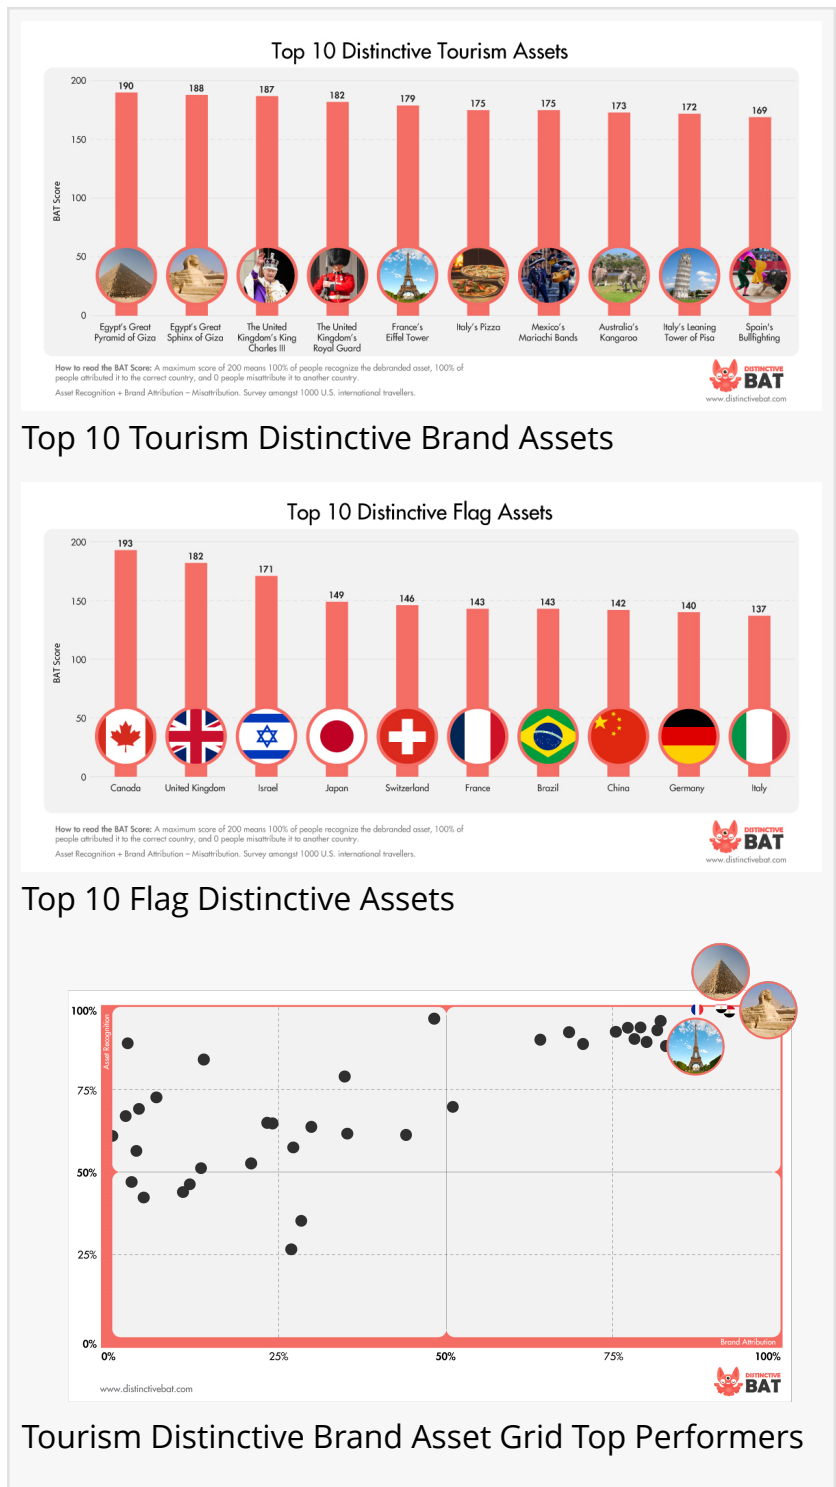 Top 10 Distinctive Tourism Assets
200
150
100
50
0
BAT Score
190
188
187
182
179
175
175
173
172
169
Egypt's Great
Pyramid of Giza
Egypt's Great
Sphinx of Giza
The United
Kingdom's King
Charles III
The United
Kingdom's
Royal Guard
France's
Eiffel Tower
Italy's Pizza
Mexico's
Mariachi Bands
Australia's
Kangaroo
Italy's Leaning
Tower of Pisa
Spain's
Bullfighting
How to read the BAT Score: A maximum score of 200 means 100% of people recognize the debranded asset, 100% of
people attributed it to the correct country, and 0 people misattribute it to another country.
Asset Recognition + Brand Attribution – Misattribution. Survey amongst 1000 U.S. international travellers.
DISTINCTIVE
BAT
www.distinctivebat.com
Top 10 Tourism Distinctive Brand Assets
Top 10 Distinctive Flag Assets
200
150
100
50
0
BAT Score
193
182
171
149
146
143
143
142
140
137
Canada
United Kingdom
Israel
Japan
Switzerland
France
Brazil
China
Germany
Italy
How to read the BAT Score: A maximum score of 200 means 100% of people recognize the debranded asset, 100% of
people attributed it to the correct country, and 0 people misattribute it to another country.
Asset Recognition + Brand Attribution – Misattribution. Survey amongst 1000 U.S. international travellers.
DISTINCTIVE
BAT
www.distinctivebat.com
Top 10 Flag Distinctive Assets
100%
75%
50%
25%
0%
Asset Recognition
Brand Attribution
0%
25%
50%
75%
100%
www.distinctivebat.com
DISTINCTIVE
BAT
Tourism Distinctive Brand Asset Grid Top Performers